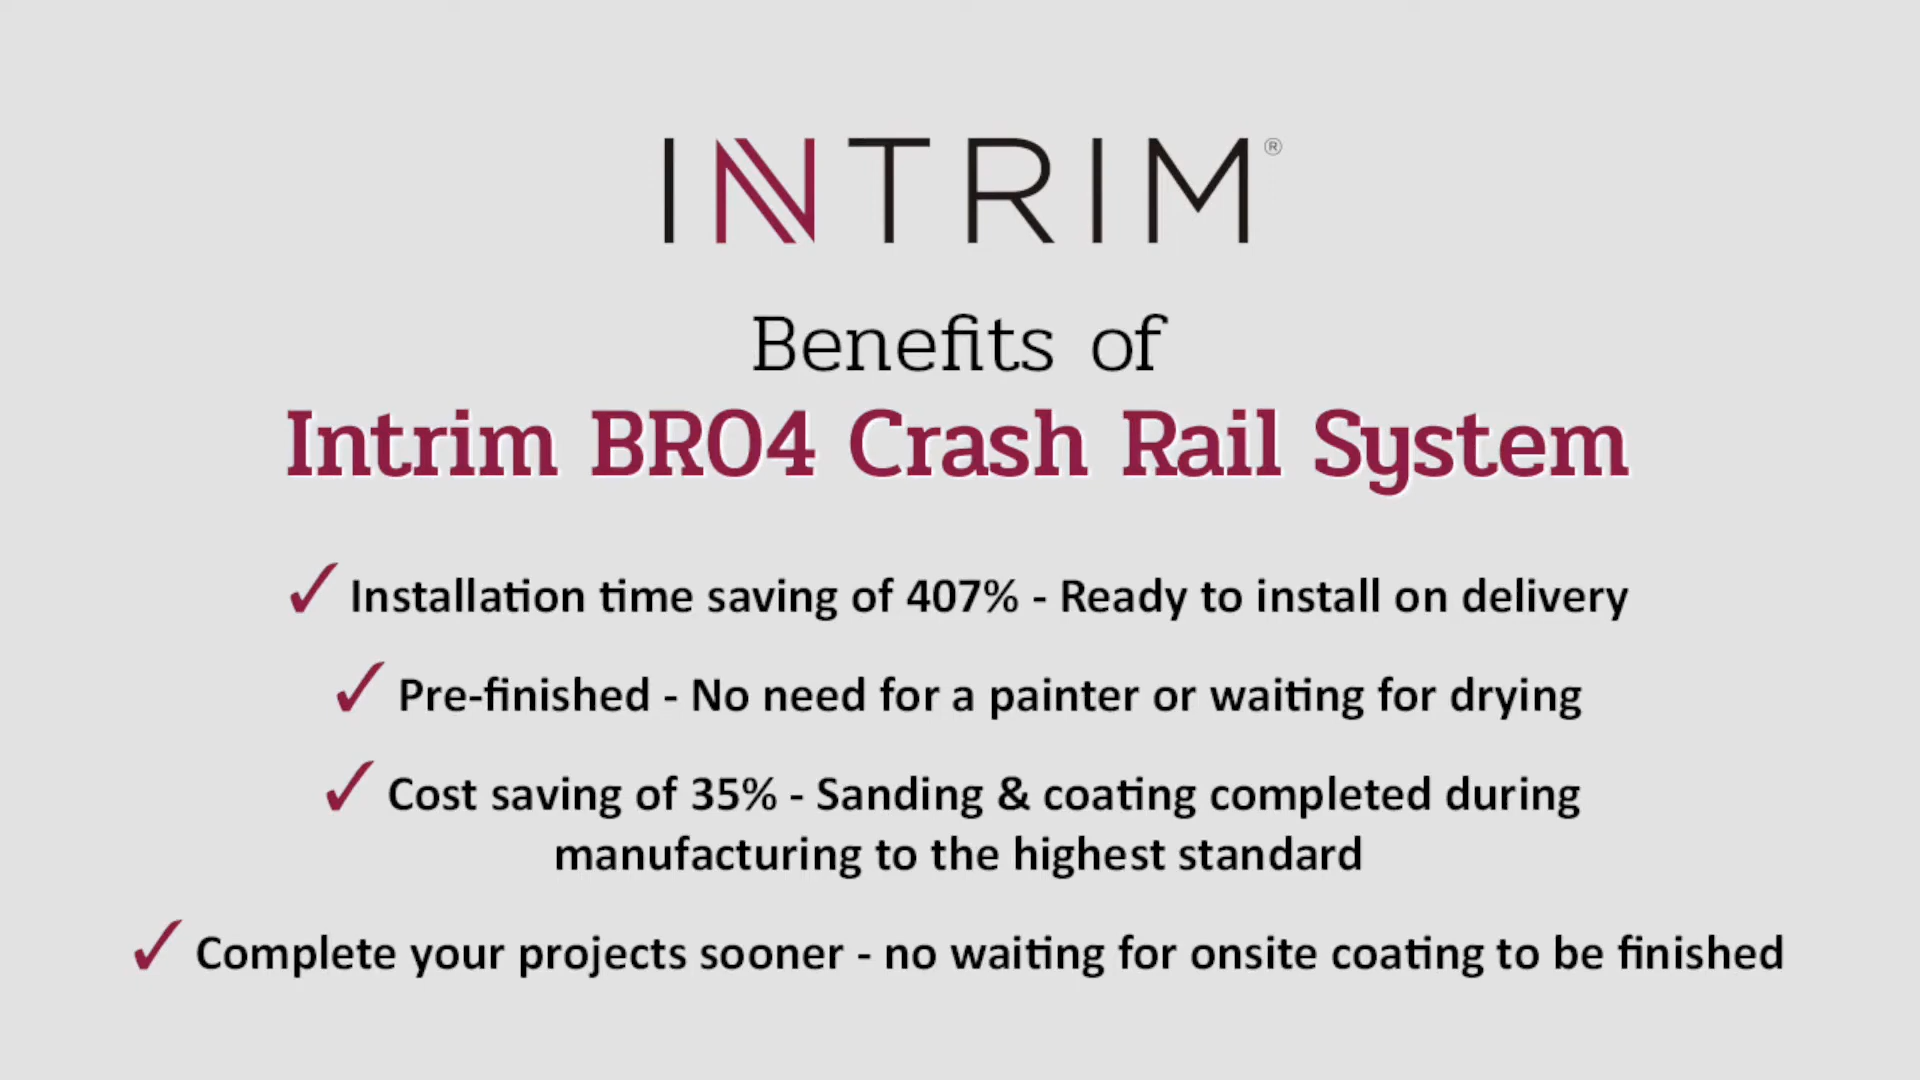 INTRIM®
Benefits of
Intrim BR04 Crash Rail System
✓ Installation time saving of 407% - Ready to install on delivery
✓ Pre-finished - No need for a painter or waiting for drying
✓ Cost saving of 35% - Sanding & coating completed during
manufacturing to the highest standard
✓ Complete your projects sooner - no waiting for onsite coating to be finished